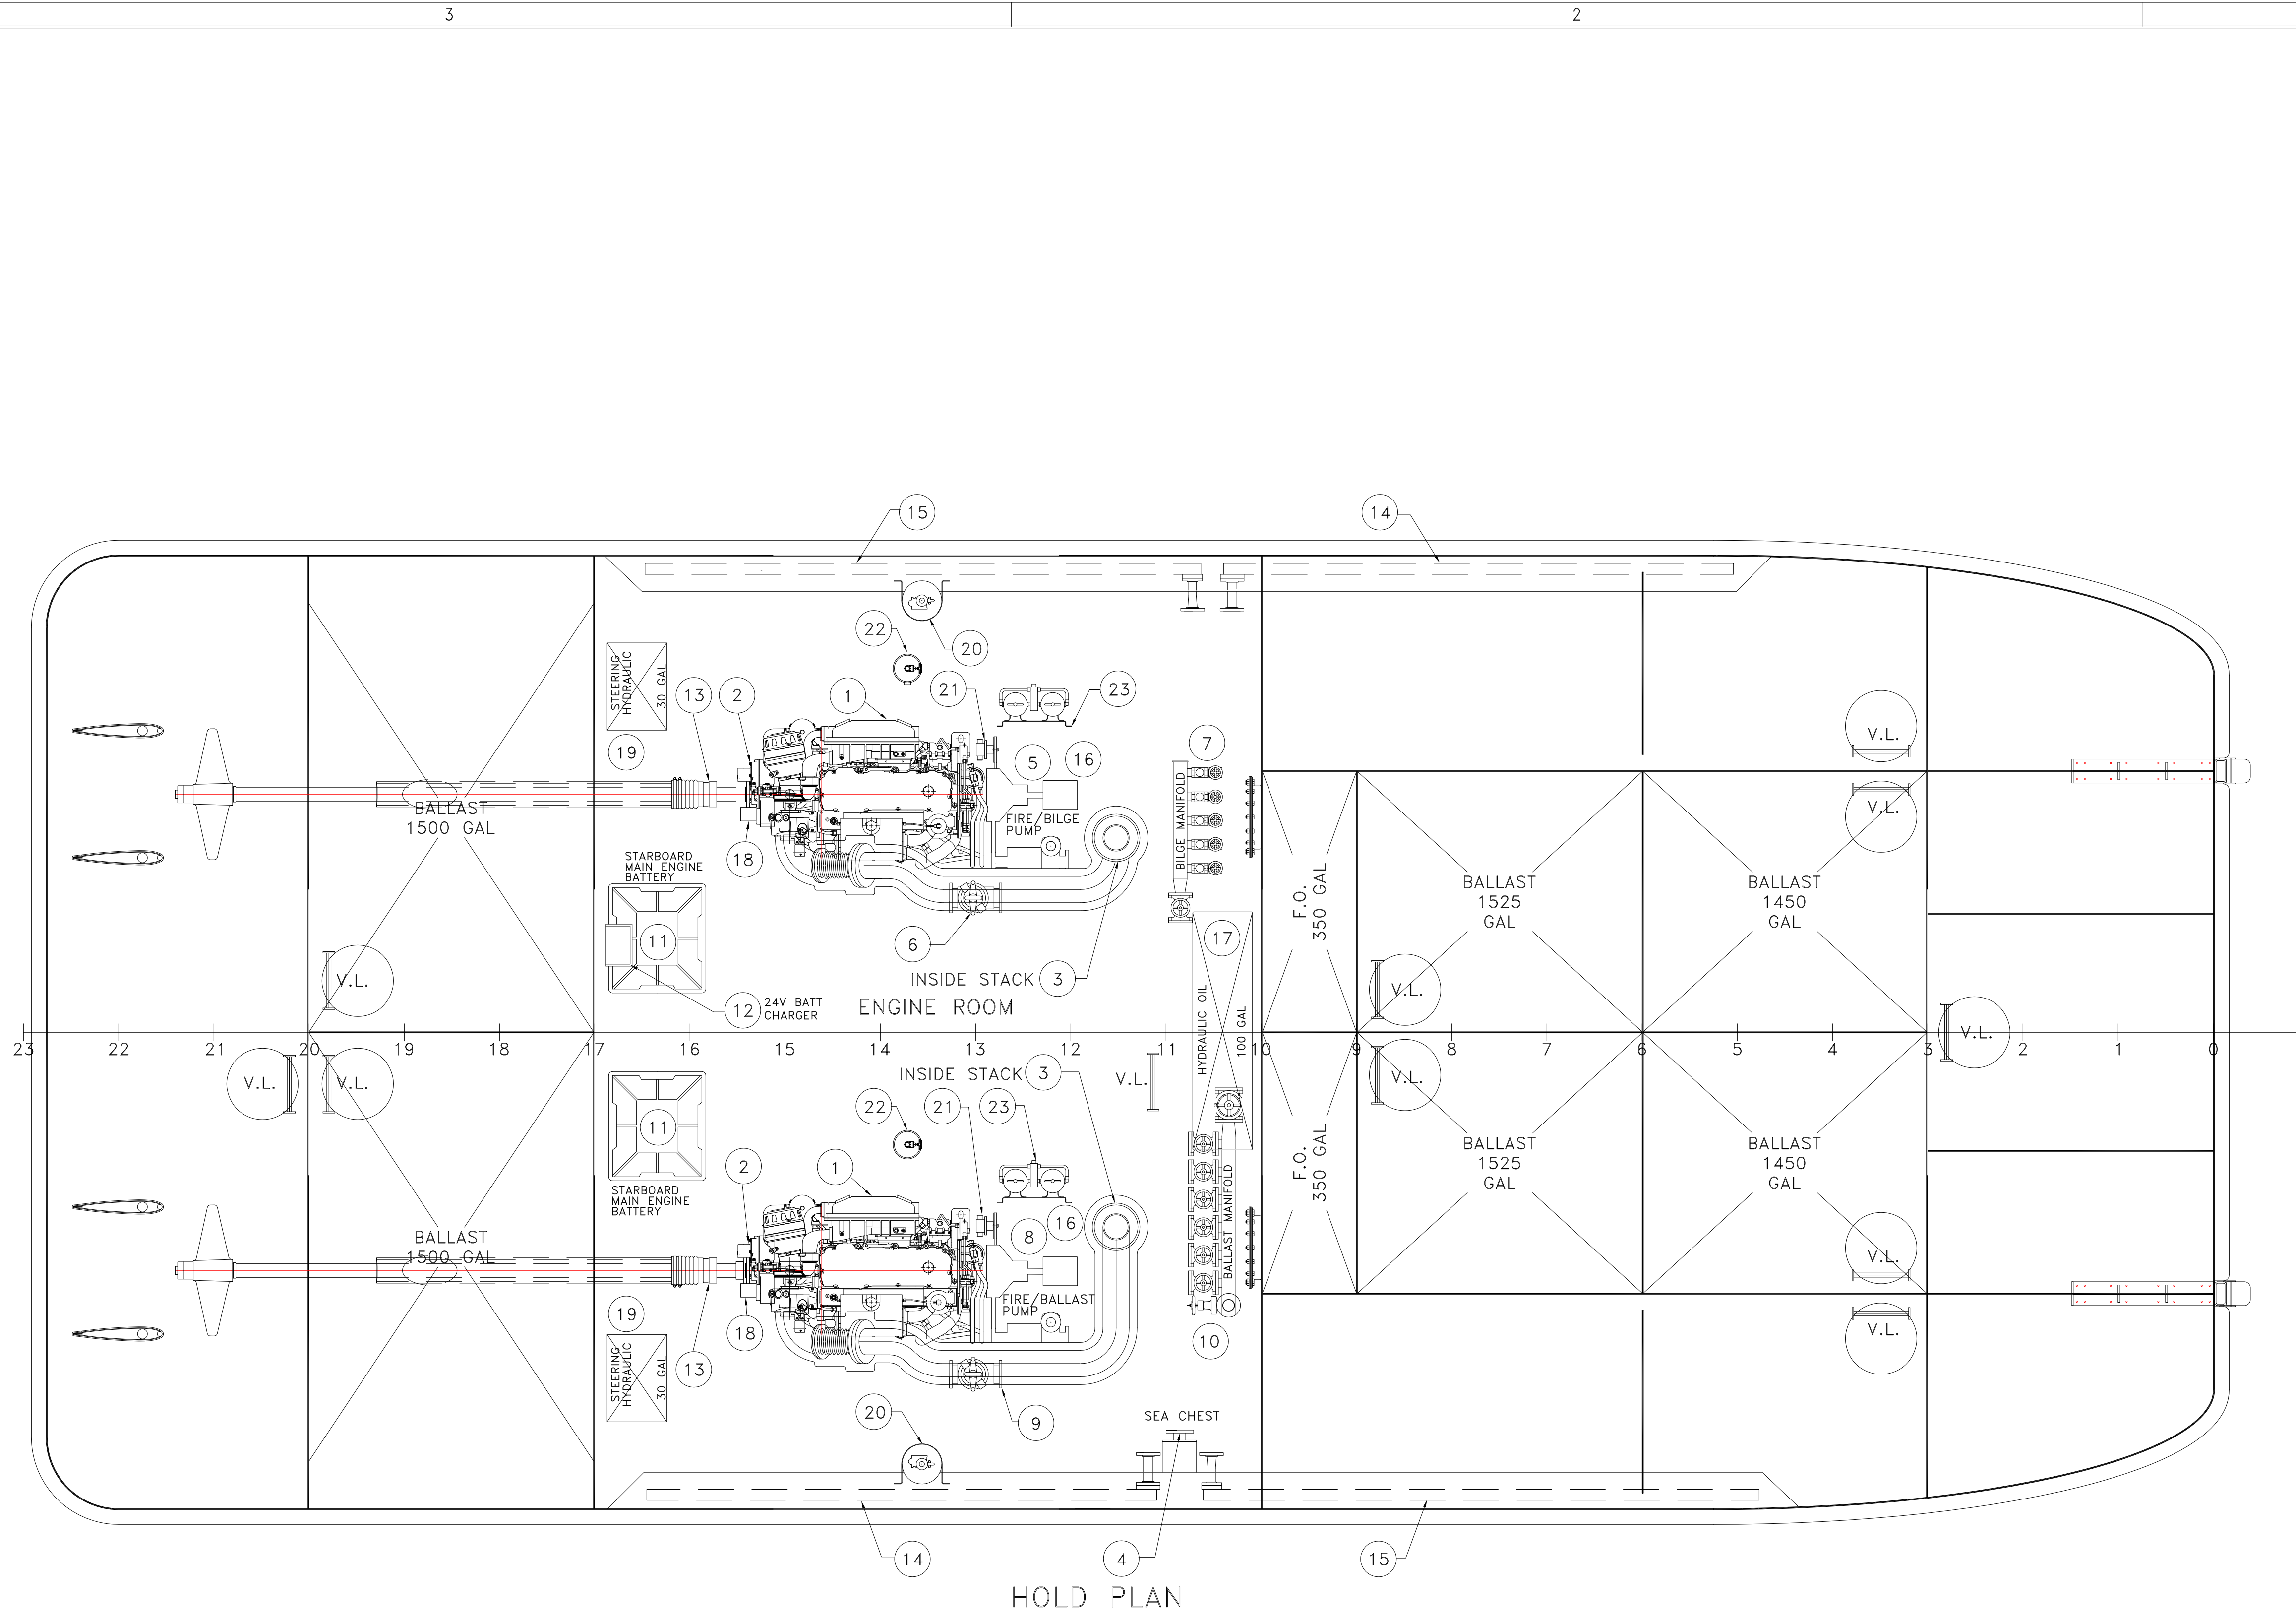 3
2
15
14
22
20
STEERING
HYDRAULIC
30 GAL
13
2
1
21
23
19
5
16
7
V.L.
BALLAST
1500 GAL
V.L.
FIRE/BILGE
PUMP
BILGE MANIFOLD
18
STARBOARD
MAIN ENGINE
BATTERY
F.O.
350 GAL
BALLAST
1525
GAL
BALLAST
1450
GAL
11
6
17
INSIDE STACK
3
V.L.
V.L.
12
24V BATT
CHARGER
ENGINE ROOM
HYDRAULIC OIL
100 GAL
V.L.
23
22
21
20
19
18
17
16
15
14
13
12
11
10
9
8
7
6
5
4
3
2
1
0
V.L.
V.L.
INSIDE STACK
3
V.L.
V.L.
22
21
23
11
F.O.
350 GAL
BALLAST
1525
GAL
BALLAST
1450
GAL
2
1
STARBOARD
MAIN ENGINE
BATTERY
BALLAST MANIFOLD
16
8
BALLAST
1500 GAL
V.L.
FIRE/BALLAST
PUMP
19
18
10
V.L.
STEERING
HYDRAULIC
30 GAL
13
20
9
SEA CHEST
14
4
15
HOLD PLAN